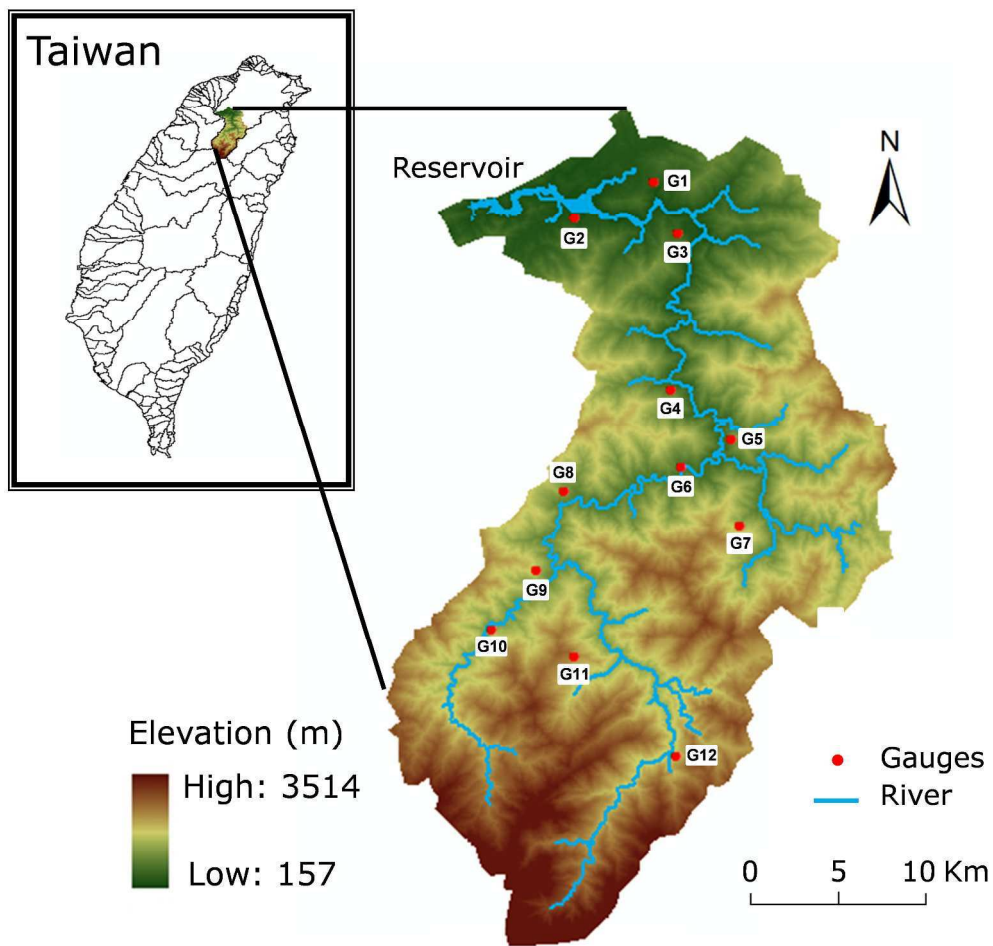 Taiwan
N
Reservoir
G1
G2
G3
G4
G5
G6
G8
G7
G9
G10
G11
G12
Elevation (m)
High: 3514
Low: 157
Gauges
River
0 5 10 Km